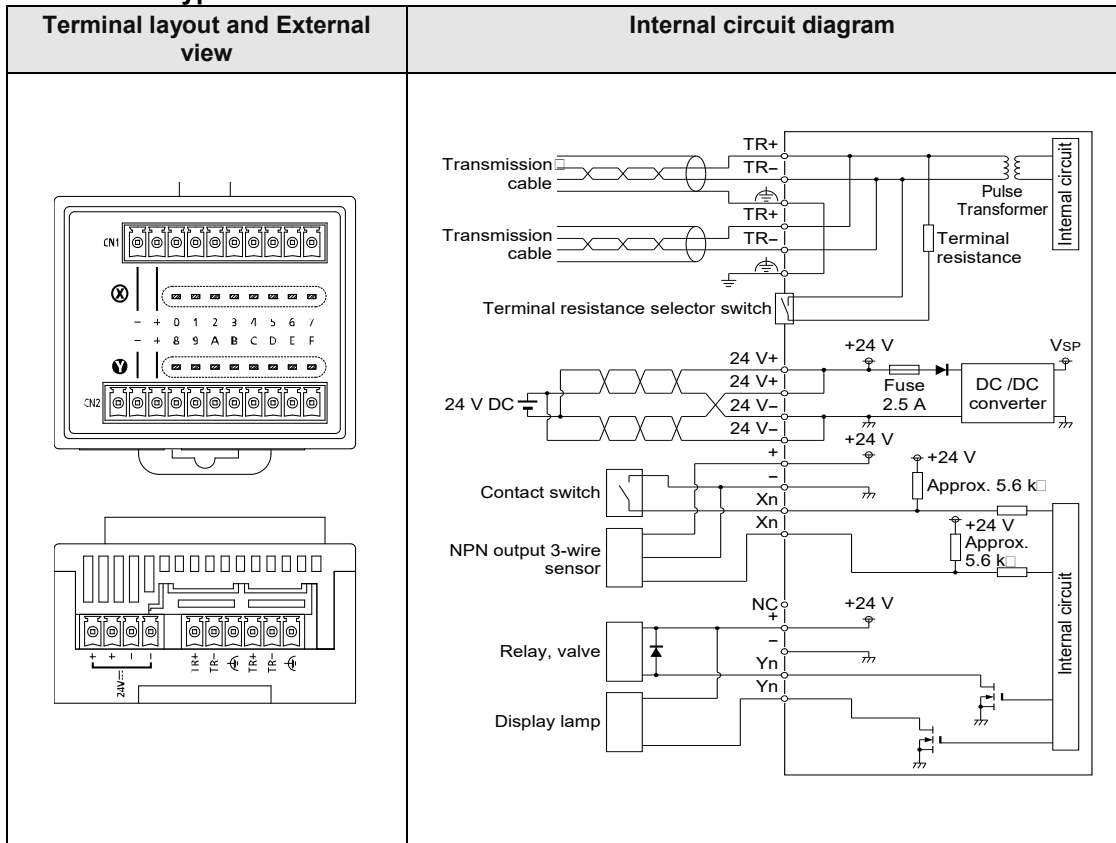 Terminal layout and External
view
Internal circuit diagram
CN1
X
- + 0 1 2 3 4 5 6 7
- + 8 9 A B C D E F
Y
CN2
+ + - -
24V
TR+ TR- TR+ TR-
Transmission□
cable
TR+
TR-
Transmission
cable
TR+
TR-
Pulse
Transformer
Internal circuit
Terminal
resistance
Terminal resistance selector switch
24 V DC
24 V+
24 V+
24 V-
24 V-
+24 V
Fuse
2.5 A
VSP
DC /DC
converter
+
-
Xn
Xn
+24 V
Contact switch
NPN output 3-wire
sensor
+24 V
Approx. 5.6 k□
+24 V
Approx.
5.6 k□
Internal circuit
NC
+
-
Yn
Yn
+24 V
Relay, valve
Display lamp